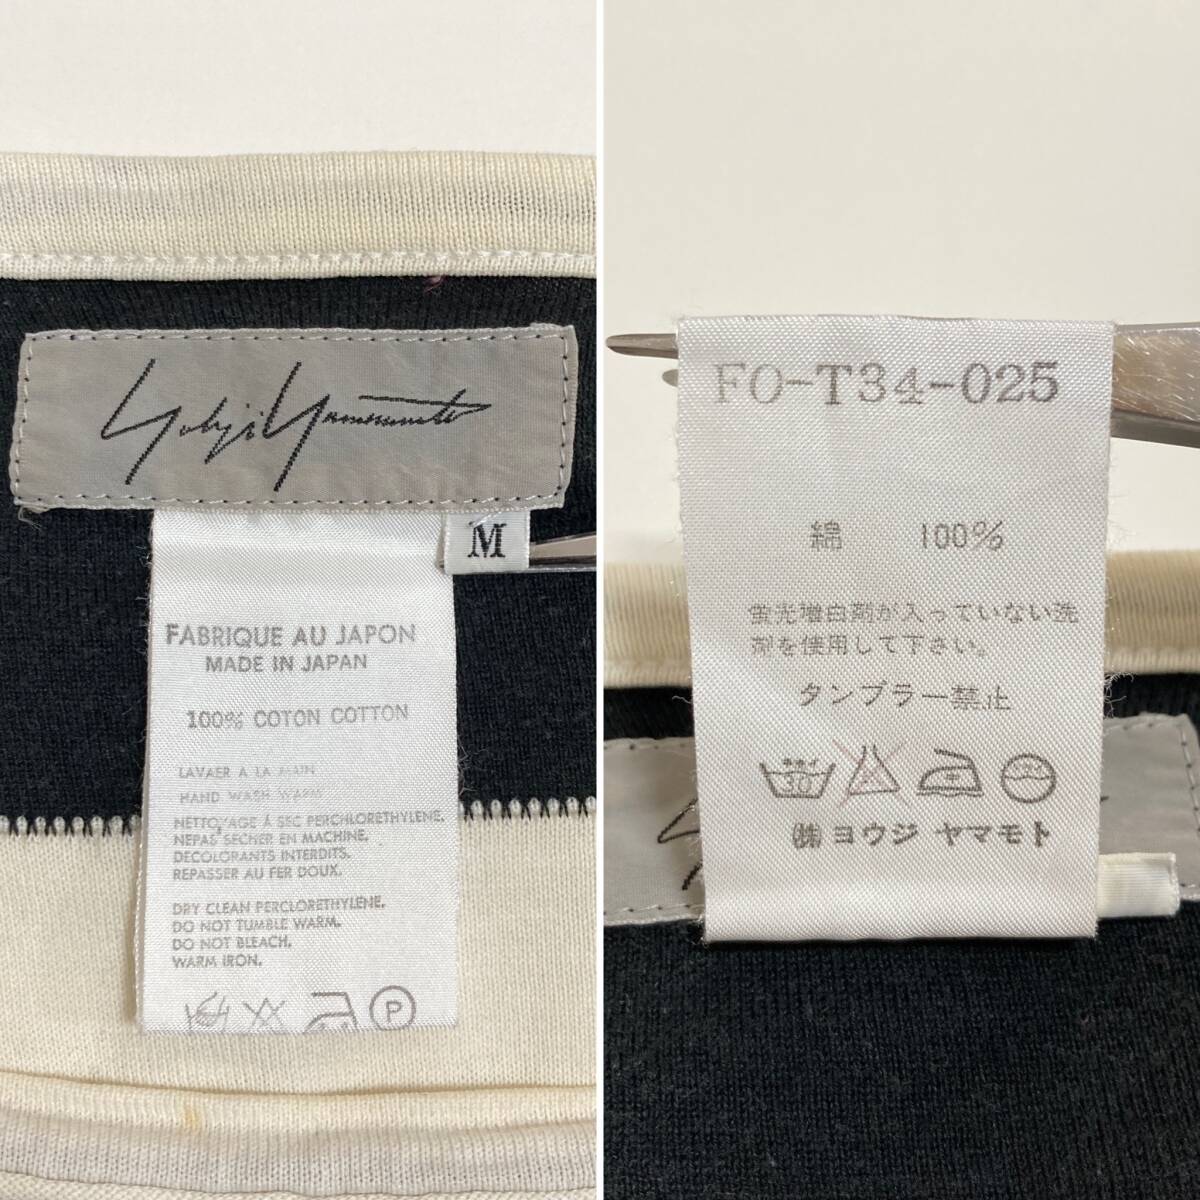 Yohji Yamamoto
M
FABRIQUE AU JAPON
MADE IN JAPAN
100% COTON COTTON
LAVAER A LA MAIN
HAND WASH WARM
NETTOYAGE À SEC PERCHLORETHYLENE.
NEPAS SECHER EN MACHINE.
DECOLORANTS INTERDITS.
REPASSER AU FER DOUX.
DRY CLEAN PERCLORETHYLENE.
DO NOT TUMBLE WARM.
DO NOT BLEACH.
WARM IRON.
P
FO-T34-025
綿 100%
蛍光増白剤が入っていない洗
剤を使用して下さい。
タンブラー禁止
30
㈱ヨウジ ヤマモト